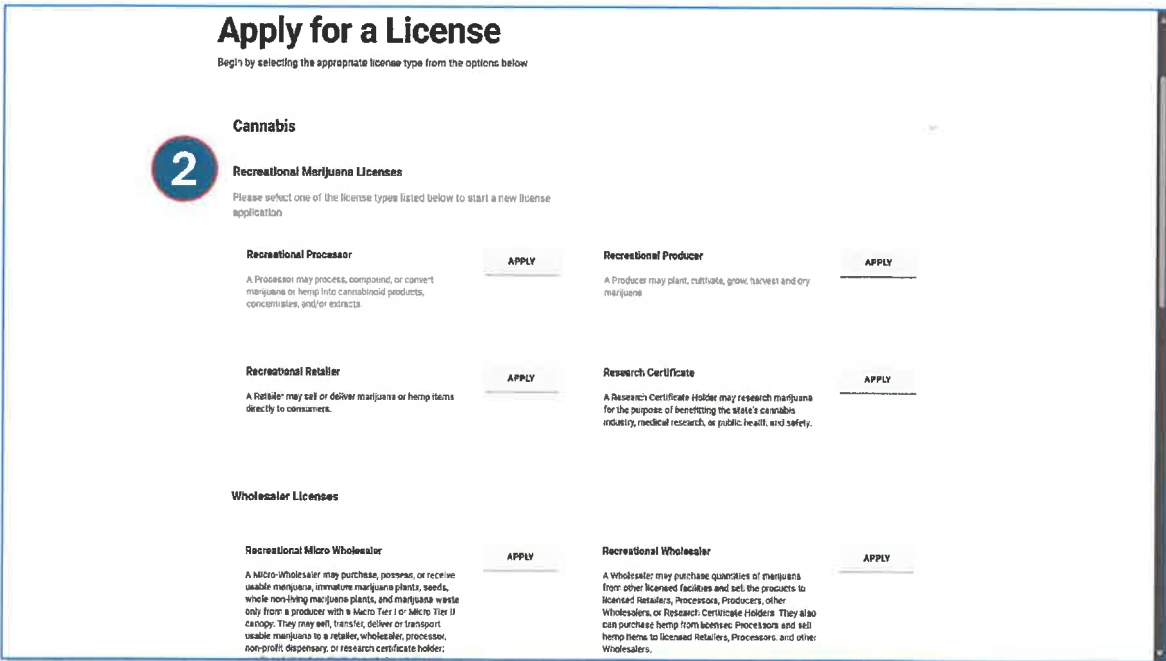 Apply for a License
Begin by selecting the appropriate license type from the options below
Cannabis
2
Recreational Marijuana Licenses
Please select one of the license types listed below to start a new license
application
Recreational Processor
APPLY
A Processor may process, compound, or convert
marijuana or hemp into cannabinoid products,
concentrates, and/or extracts.
Recreational Producer
APPLY
A Producer may plant, cultivate, grow, harvest and dry
marijuana
Recreational Retailer
APPLY
A Retailer may sell or deliver marijuana or hemp items
directly to consumers.
Research Certificate
APPLY
A Research Certificate Holder may research marijuana
for the purpose of benefitting the state's cannabis
industry, medical research, or public health, and safety.
Wholesaler Licenses
Recreational Micro Wholesaler
APPLY
A Micro-Wholesaler may purchase, possess, or receive
usable marijuana, immature marijuana plants, seeds,
whole non-living marijuana plants, and marijuana waste
only from a producer with a Micro Tier I or Micro Tier II
canopy. They may sell, transfer, deliver or transport
usable marijuana to a retailer, wholesaler, processor,
non-profit dispensary, or research certificate holder;
Recreational Wholesaler
APPLY
A Wholesaler may purchase quantities of marijuana
from other licensed facilities and sell the products to
licensed Retailers, Processors, Producers, other
Wholesalers, or Research Certificate Holders. They also
can purchase hemp from licensed Processors and sell
hemp items to licensed Retailers, Processors, and other
Wholesalers.